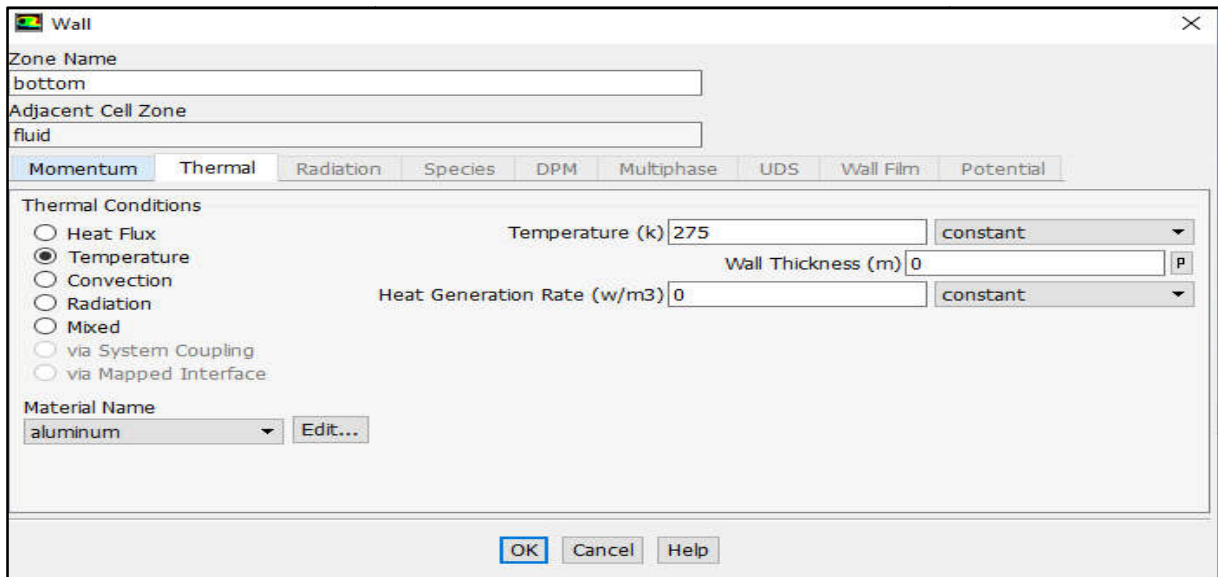 Wall
Zone Name
bottom
Adjacent Cell Zone
fluid
Momentum Thermal Radiation Species DPM Multiphase UDS Wall Film Potential
Thermal Conditions
Heat Flux
Temperature
Convection
Radiation
Mixed
via System Coupling
via Mapped Interface
Temperature (k) 275 constant
Wall Thickness (m) 0 P
Heat Generation Rate (w/m3) 0 constant
Material Name
aluminum Edit...
OK Cancel Help